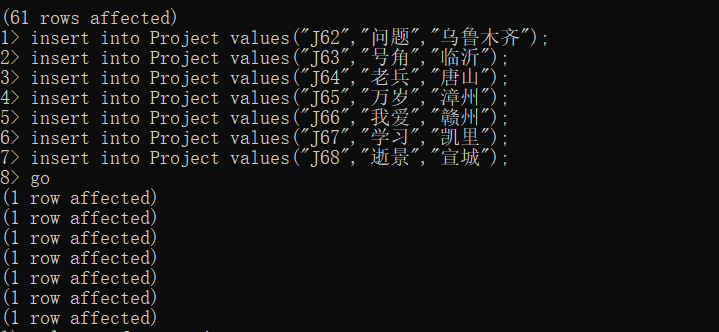 (61 rows affected)
1> insert into Project values("J62","问题","乌鲁木齐");
2> insert into Project values("J63","号角","临沂");
3> insert into Project values("J64","老兵","唐山");
4> insert into Project values("J65","万岁","漳州");
5> insert into Project values("J66","我爱","赣州");
6> insert into Project values("J67","学习","凯里");
7> insert into Project values("J68","逝景","宣城");
8> go
(1 row affected)
(1 row affected)
(1 row affected)
(1 row affected)
(1 row affected)
(1 row affected)
(1 row affected)